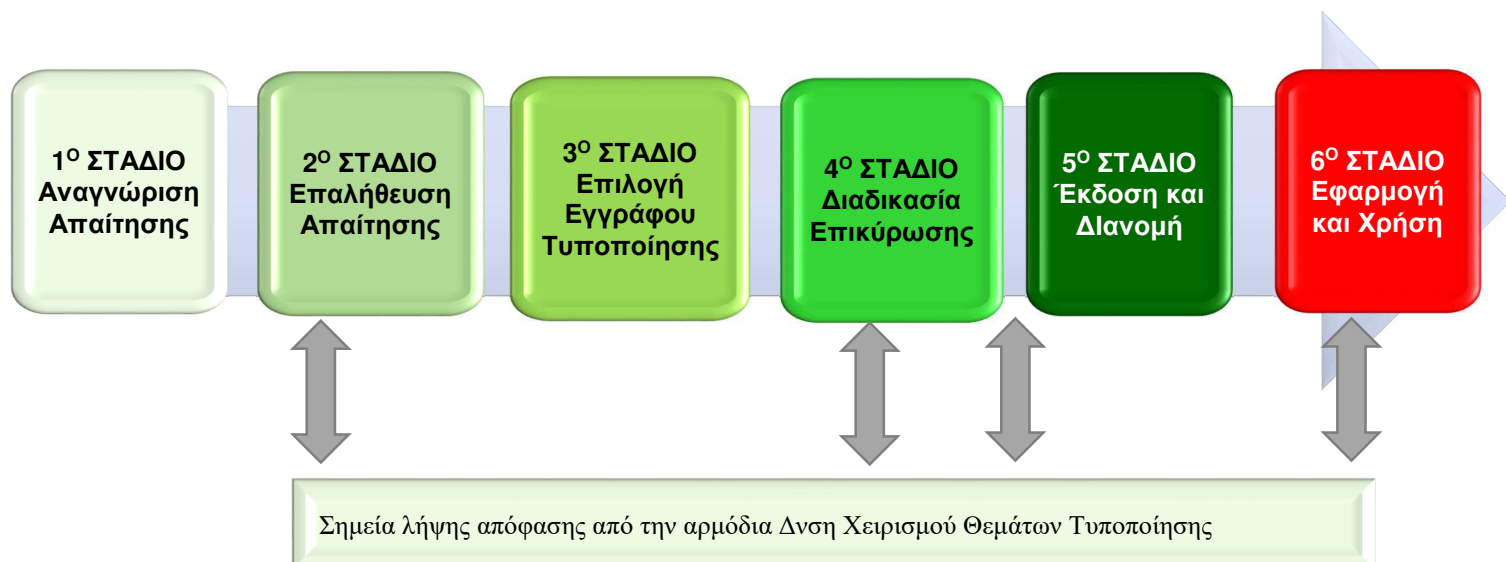 1Ο ΣΤΑΔΙΟ
Αναγνώριση
Απαίτησης
2Ο ΣΤΑΔΙΟ
Επαλήθευση
Απαίτησης
3Ο ΣΤΑΔΙΟ
Επιλογή
Εγγράφου
Τυποποίησης
4Ο ΣΤΑΔΙΟ
Διαδικασία
Επικύρωσης
5Ο ΣΤΑΔΙΟ
Έκδοση και
ΔΙανομή
6Ο ΣΤΑΔΙΟ
Εφαρμογή
και Χρήση
Σημεία λήψης απόφασης από την αρμόδια Δνση Χειρισμού Θεμάτων Τυποποίησης